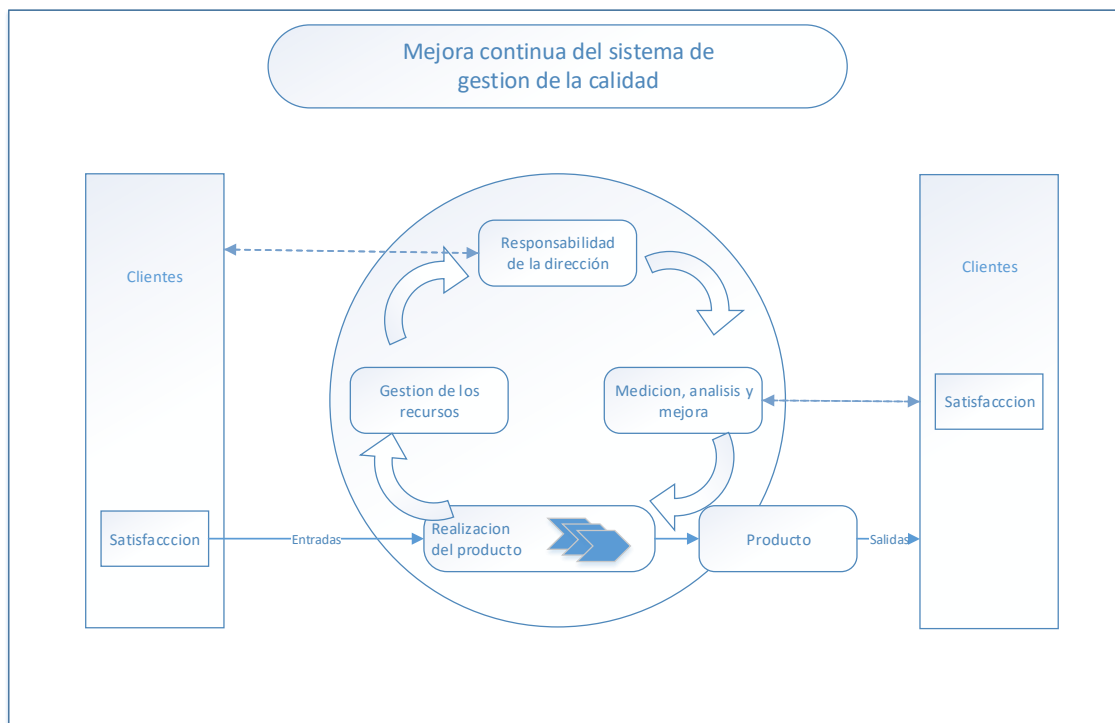 Mejora continua del sistema de
gestion de la calidad
Responsabilidad
de la dirección
Clientes
Clientes
Gestion de los
recursos
Medicion, analisis y
mejora
Satisfacccion
Satisfacccion
Entradas
Realizacion
del producto
Producto
Salidas